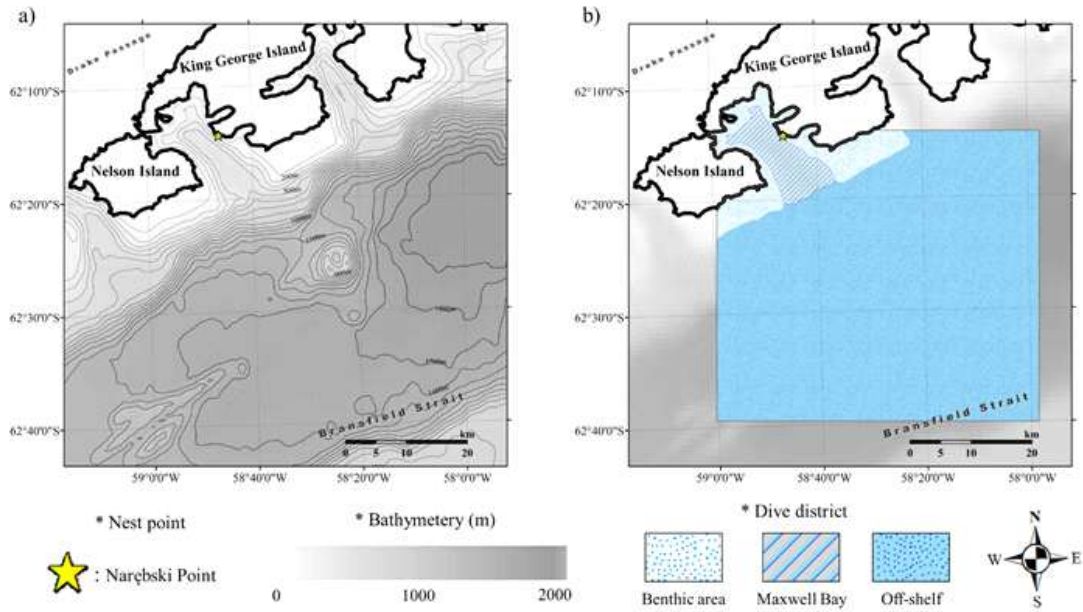 a)
b)
Drake Passage
King George Island
Nelson Island
Bransfield Strait
km
0 5 10 20
62°10'0"S
62°20'0"S
62°30'0"S
62°40'0"S
59°0'0"W
58°40'0"W
58°20'0"W
58°0'0"W
Drake Passage
King George Island
Nelson Island
Bransfield Strait
km
0 5 10 20
62°10'0"S
62°20'0"S
62°30'0"S
62°40'0"S
59°0'0"W
58°40'0"W
58°20'0"W
58°0'0"W
* Nest point
: Narębski Point
* Bathymetery (m)
0 1000 2000
* Dive district
Benthic area
Maxwell Bay
Off-shelf
N
W E
S